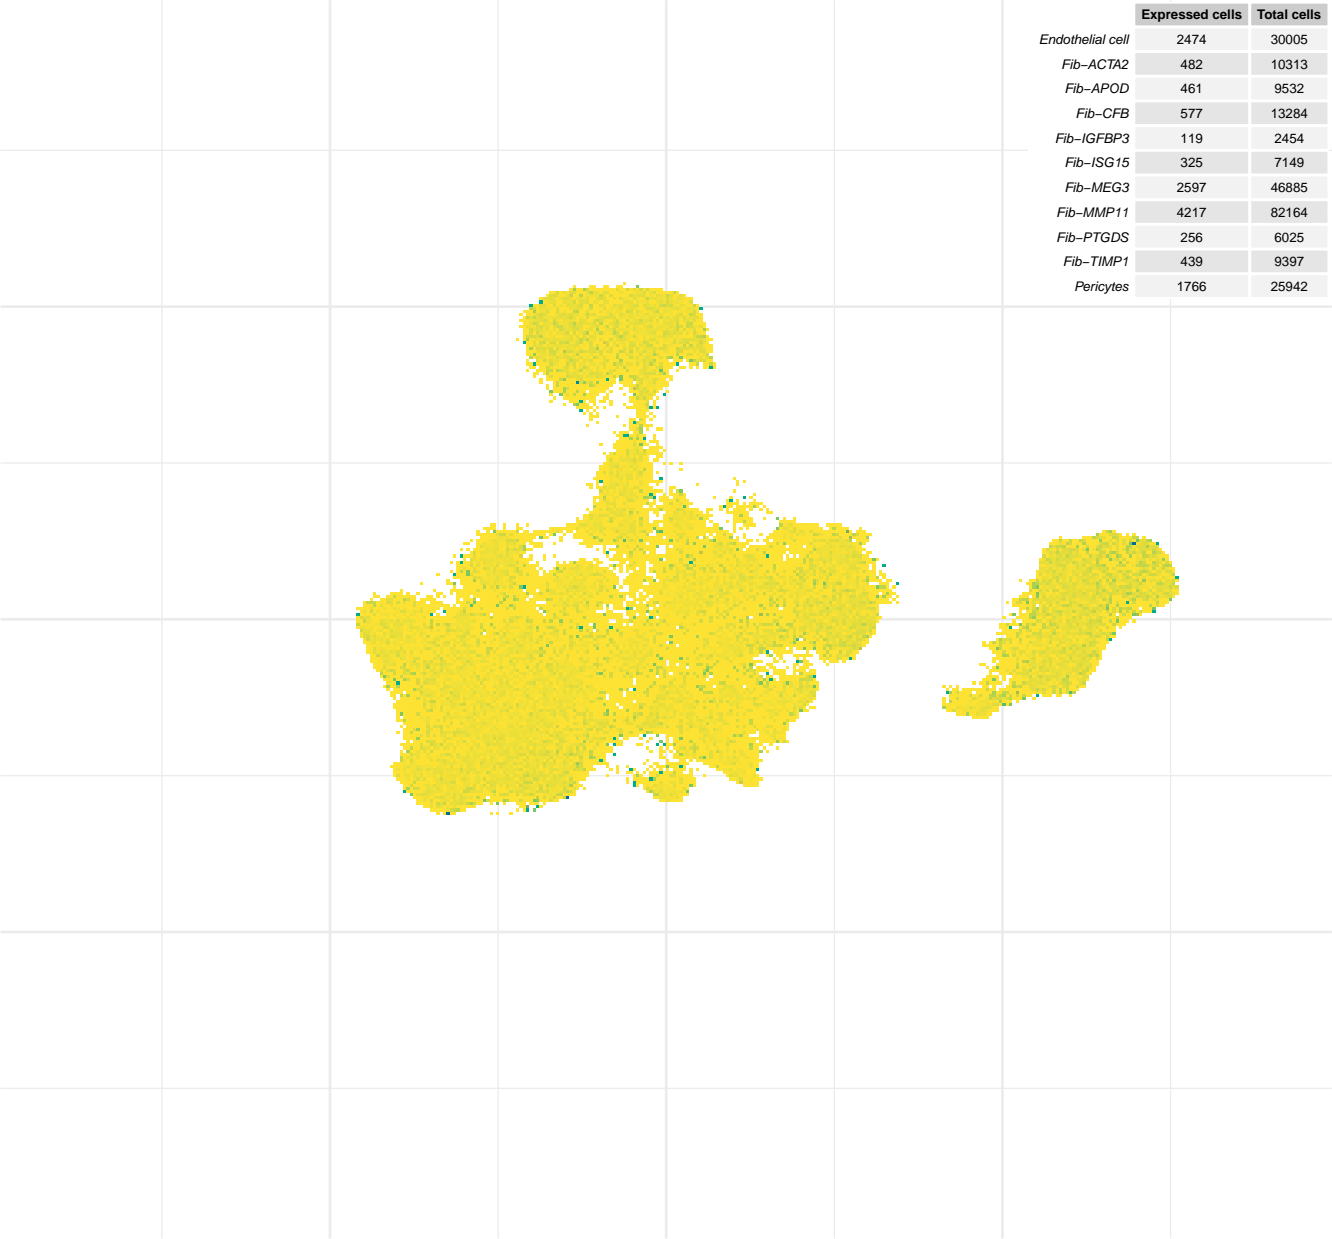 Expressed cells Total cells
Endothelial cell 2474 30005
Fib−ACTA2 482 10313
Fib−APOD 461 9532
Fib−CFB 577 13284
Fib−IGFBP3 119 2454
Fib−ISG15 325 7149
Fib−MEG3 2597 46885
Fib−MMP11 4217 82164
Fib−PTGDS 256 6025
Fib−TIMP1 439 9397
Pericytes 1766 25942